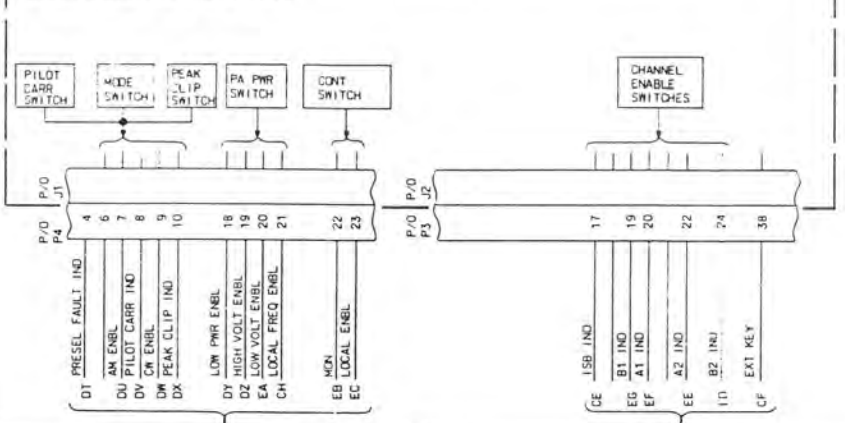 PILOT
CARR
SWITCH
MODE
SWITCH
PEAK
CLIP
SWITCH
PA PWR
SWITCH
CONT
SWITCH
CHANNEL
ENABLE
SWITCHES
P/O
J1
P/O
J2
P/O
P4
4
6
7
8
9
10
18
19
20
21
22
23
P/O
P3
17
19
20
22
24
38
PRESEL FAULT IND
AM ENBL
PILOT CARR IND
CW ENBL
PEAK CLIP IND
LOW PWR ENBL
HIGH VOLT ENBL
LOW VOLT ENBL
LOCAL FREQ ENBL
MON
LOCAL ENBL
ISB IND
B1 IND
A1 IND
A2 IND
B2 IND
EXT KEY
DT
DU
DV
DW
DX
DY
DZ
EA
CH
EB
EC
CE
EG
EF
EE
CF